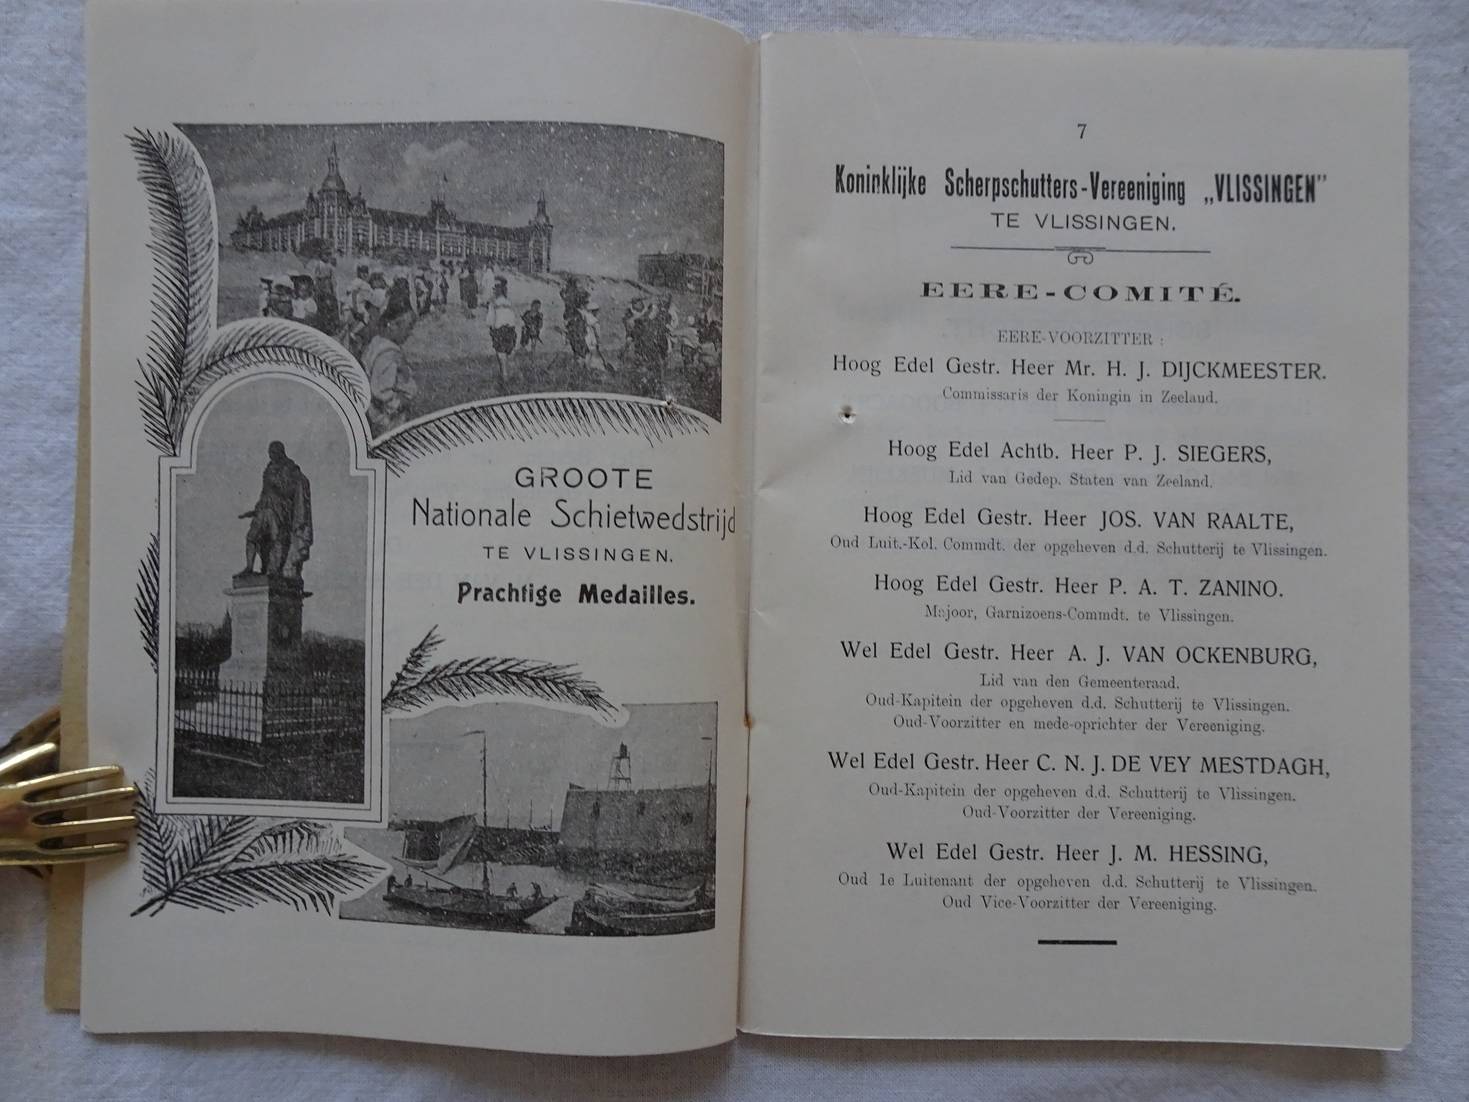 GROOTE
Nationale Schietwedstrijd
TE VLISSINGEN.
Prachtige Medailles.
7
Koninklijke Scherpschutters-Vereeniging „VLISSINGEN”
TE VLISSINGEN.
EERE-COMITÉ.
EERE-VOORZITTER :
Hoog Edel Gestr. Heer Mr. H. J. DIJCKMEESTER.
Commissaris der Koningin in Zeeland.
Hoog Edel Achtb. Heer P. J. SIEGERS,
Lid van Gedep. Staten van Zeeland.
Hoog Edel Gestr. Heer JOS. VAN RAALTE,
Oud Luit.-Kol. Commdt. der opgeheven d.d. Schutterij te Vlissingen.
Hoog Edel Gestr. Heer P. A. T. ZANINO.
Majoor, Garnizoens-Commdt. te Vlissingen.
Wel Edel Gestr. Heer A. J. VAN OCKENBURG,
Lid van den Gemeenteraad.
Oud-Kapitein der opgeheven d.d. Schutterij te Vlissingen.
Oud-Voorzitter en mede-oprichter der Vereeniging.
Wel Edel Gestr. Heer C. N. J. DE VEY MESTDAGH,
Oud-Kapitein der opgeheven d.d. Schutterij te Vlissingen.
Oud-Voorzitter der Vereeniging.
Wel Edel Gestr. Heer J. M. HESSING,
Oud 1e Luitenant der opgeheven d.d. Schutterij te Vlissingen.
Oud Vice-Voorzitter der Vereeniging.